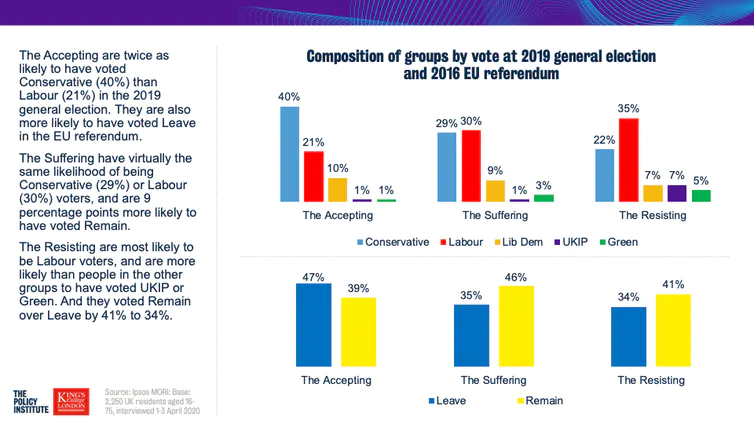 The Accepting are twice as
likely to have voted
Conservative (40%) than
Labour (21%) in the 2019
general election. They are also
more likely to have voted Leave
in the EU referendum.
The Suffering have virtually the
same likelihood of being
Conservative (29%) or Labour
(30%) voters, and are 9
percentage points more likely to
have voted Remain.
The Resisting are most likely to
be Labour voters, and are more
likely than people in the other
groups to have voted UKIP or
Green. And they voted Remain
over Leave by 41% to 34%.
THE
POLICY
INSTITUTE
KING'S
College
LONDON
Source: Ipsos MORI: Base:
2,250 UK residents aged 16-
75, interviewed 1-3 April 2020
Composition of groups by vote at 2019 general election
and 2016 EU referendum
40% 21% 10% 1% 1%
29% 30% 9% 1% 3%
22% 35% 7% 7% 5%
The Accepting The Suffering The Resisting
Conservative Labour Lib Dem UKIP Green
47% 39% 35% 46% 34% 41%
The Accepting The Suffering The Resisting
Leave Remain